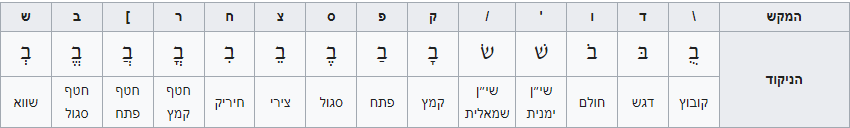 המקש \ ד ו ' / ק פ ס צ ח ר [ ב ש
הניקוד בֻ בּ בֹ שׁ שׂ בָ בַ בֶ בֵ בִ בֳ בֲ בֱ בְ
קובוץ דגש חולם שי"ן ימנית שי"ן שמאלית קמץ פתח סגול צירי חיריק חטף קמץ חטף פתח חטף סגול שווא